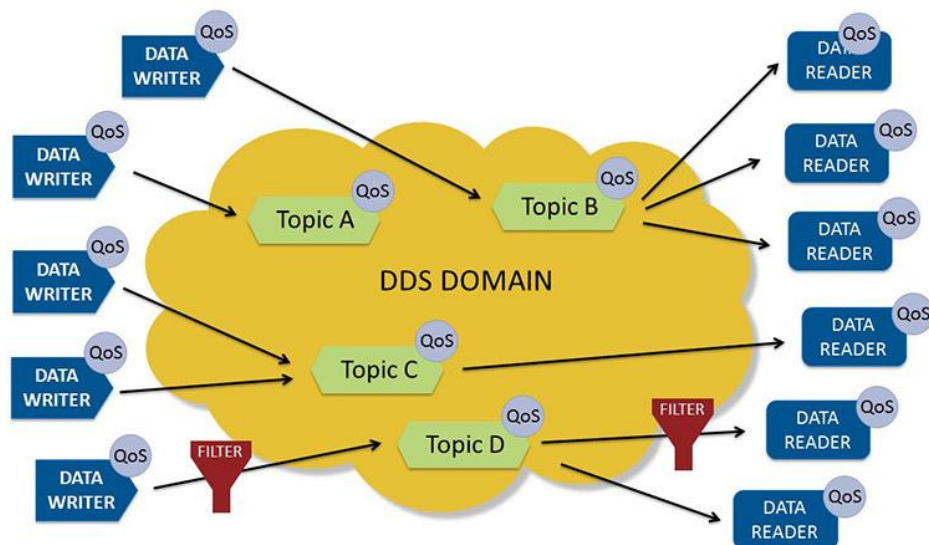 QoS
DATA
WRITER
QoS
DATA
READER
QoS
DATA
WRITER
QoS
DATA
READER
QoS
Topic A
QoS
Topic B
QoS
DATA
READER
QoS
DATA
WRITER
DDS DOMAIN
QoS
DATA
READER
QoS
DATA
WRITER
QoS
Topic C
QoS
DATA
WRITER
FILTER
QoS
Topic D
FILTER
QoS
DATA
READER
QoS
DATA
READER